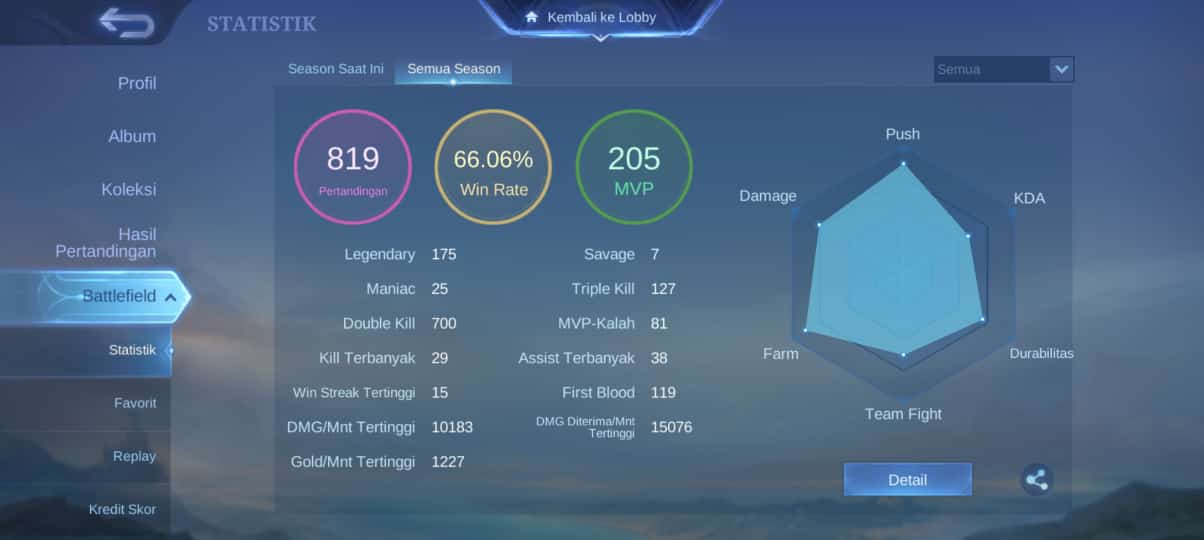 STATISTIK
Kembali ke Lobby
Profil
Album
Koleksi
Hasil
Pertandingan
Battlefield
Statistik
Favorit
Replay
Kredit Skor
Season Saat Ini
Semua Season
Semua
819
Pertandingan
66.06%
Win Rate
205
MVP
Legendary 175
Savage 7
Maniac 25
Triple Kill 127
Double Kill 700
MVP-Kalah 81
Kill Terbanyak 29
Assist Terbanyak 38
Win Streak Tertinggi 15
First Blood 119
DMG/Mnt Tertinggi 10183
DMG Diterima/Mnt
Tertinggi 15076
Gold/Mnt Tertinggi 1227
Push
Damage
KDA
Farm
Durabilitas
Team Fight
Detail